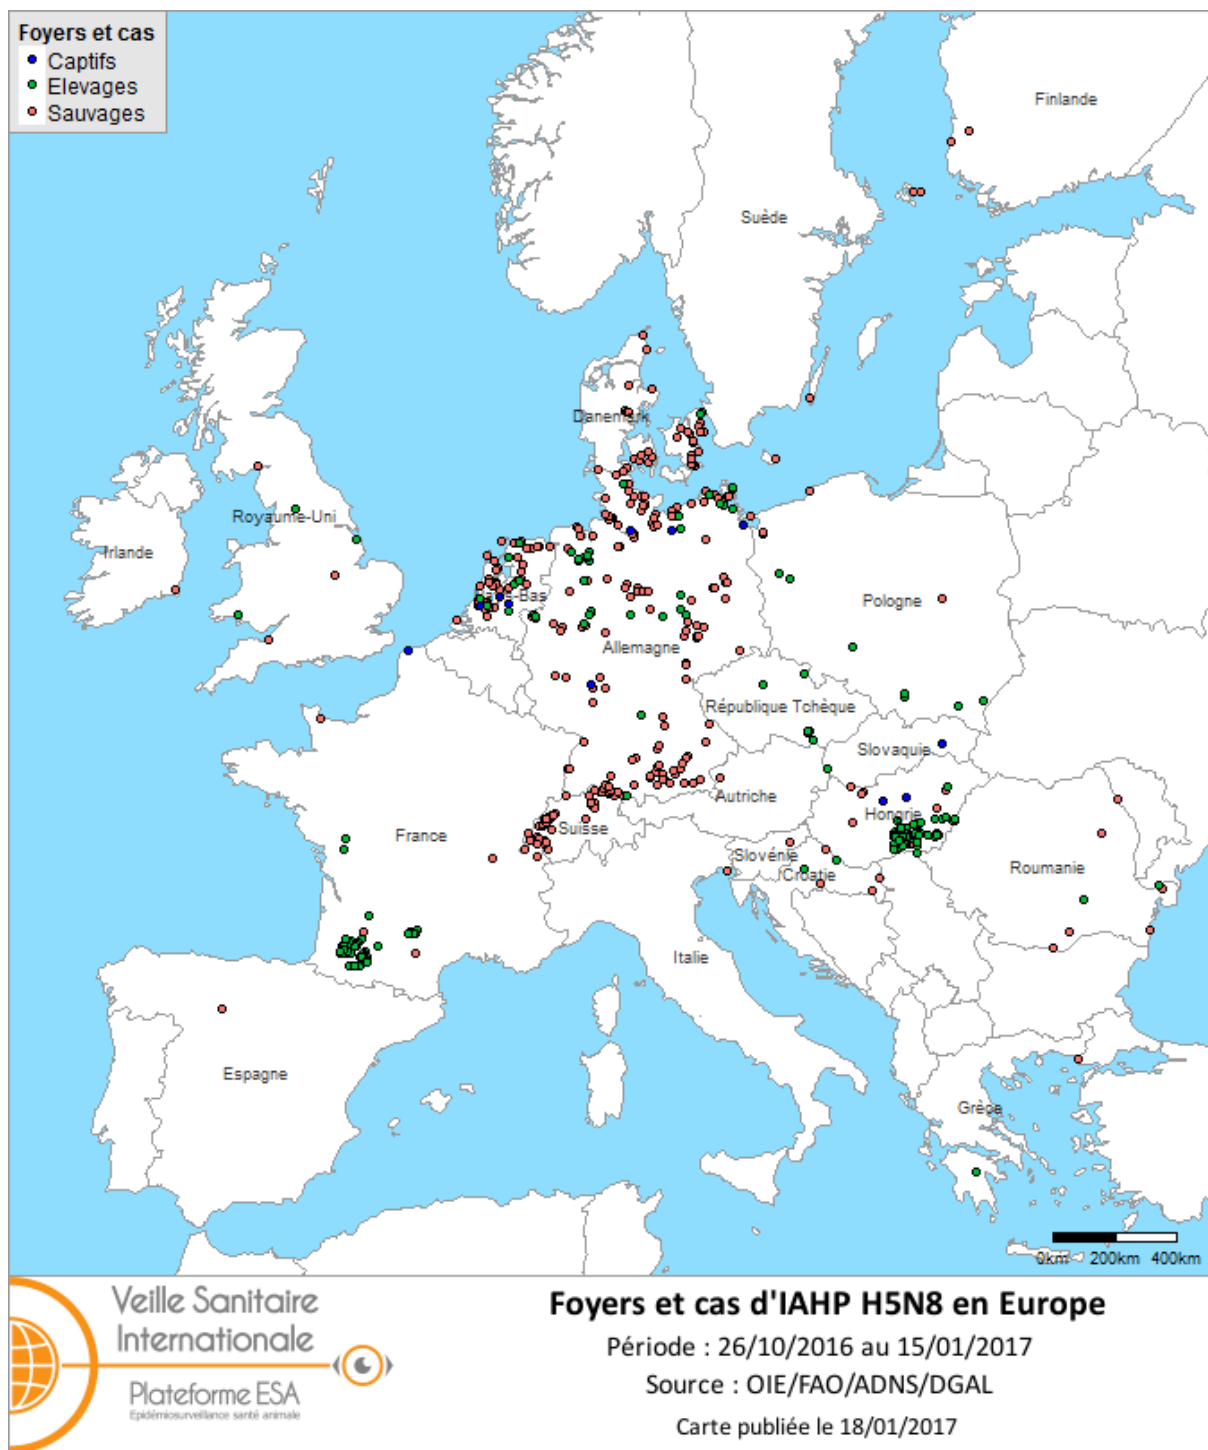 Foyers et cas
Captifs
Elevages
Sauvages
Finlande
Suède
Danemark
Royaume-Uni
Irlande
Pays-Bas
Pologne
Allemagne
République Tchèque
Slovaquie
Autriche
Hongrie
France
Suisse
Slovénie
Croatie
Roumanie
Italie
Espagne
Grèce
0km 200km 400km
Veille Sanitaire
Internationale
Plateforme ESA
Epidémiosurveillance santé animale
Foyers et cas d'IAHP H5N8 en Europe
Période : 26/10/2016 au 15/01/2017
Source : OIE/FAO/ADNS/DGAL
Carte publiée le 18/01/2017